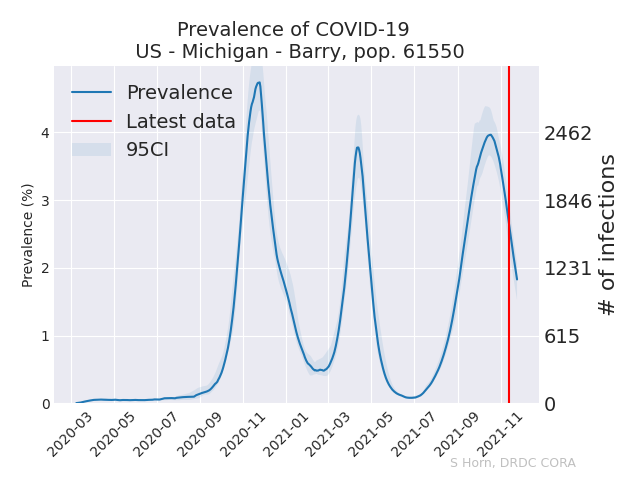 Prevalence of COVID-19
US - Michigan - Barry, pop. 61550
Prevalence
Latest data
95CI
Prevalence (%)
4
3
2
1
0
2462
1846
1231
615
0
# of infections
2020-03
2020-05
2020-07
2020-09
2020-11
2021-01
2021-03
2021-05
2021-07
2021-09
2021-11
S Horn, DRDC CORA